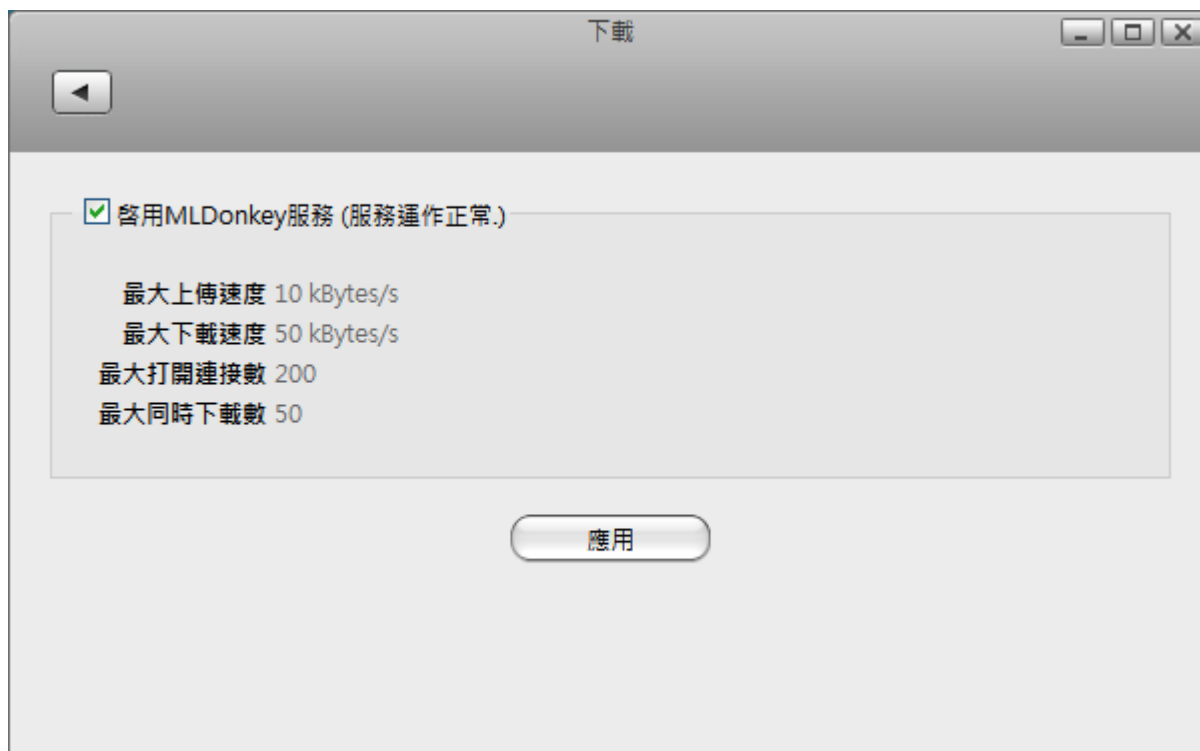 下載
啓用MLDonkey服務 (服務運作正常.)
最大上傳速度 10 kBytes/s
最大下載速度 50 kBytes/s
最大打開連接數 200
最大同時下載數 50
應用